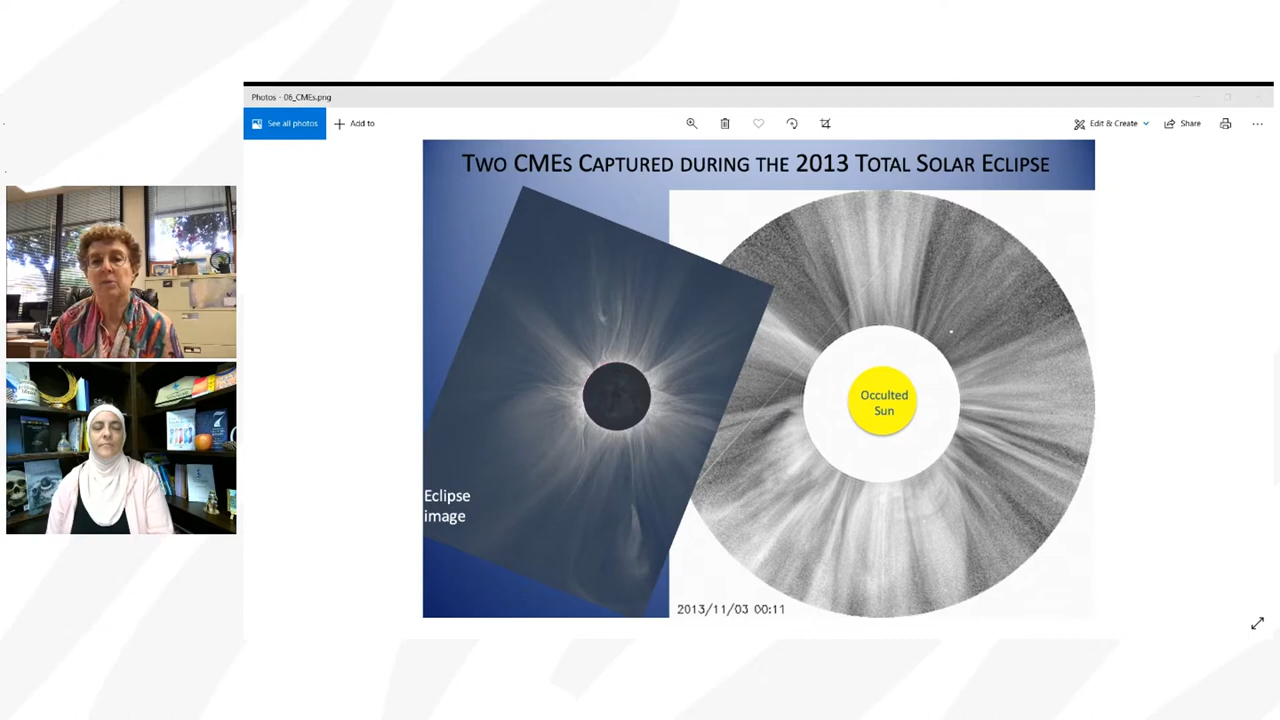 Photos - 06_CMEs.png
See all photos
Add to
Edit & Create
Share
TWO CMES CAPTURED DURING THE 2013 TOTAL SOLAR ECLIPSE
Occulted
Sun
Eclipse
image
2013/11/03 00:11